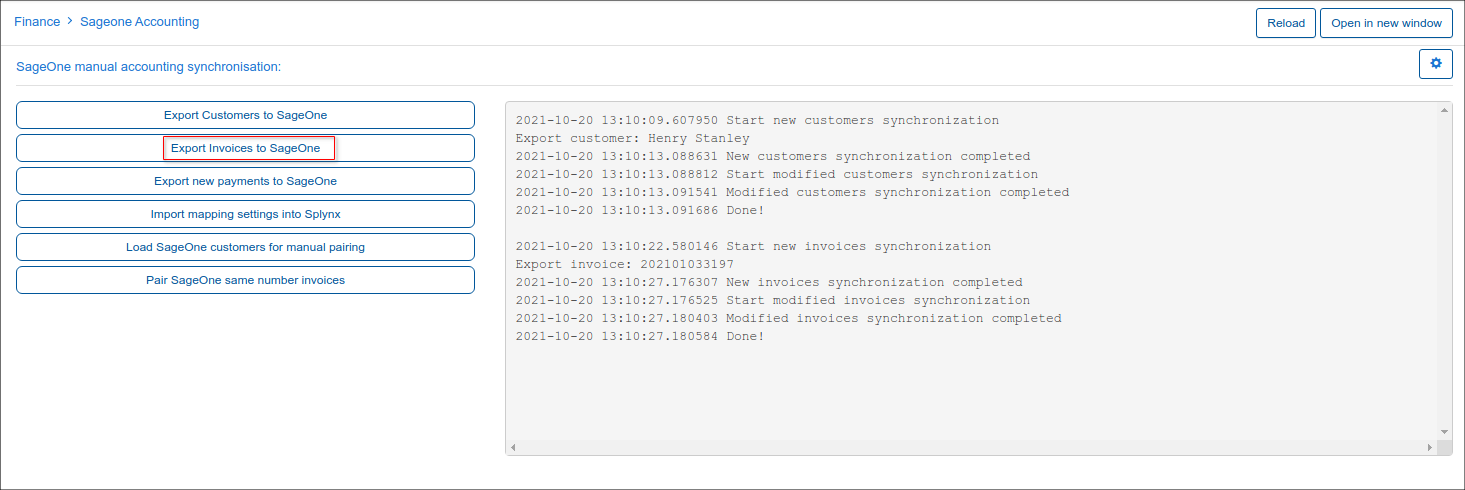 Finance > Sageone Accounting
Reload
Open in new window
SageOne manual accounting synchronisation:
Export Customers to SageOne
Export Invoices to SageOne
Export new payments to SageOne
Import mapping settings into Splynx
Load SageOne customers for manual pairing
Pair SageOne same number invoices
2021-10-20 13:10:09.607950 Start new customers synchronization
Export customer: Henry Stanley
2021-10-20 13:10:13.088631 New customers synchronization completed
2021-10-20 13:10:13.088812 Start modified customers synchronization
2021-10-20 13:10:13.091541 Modified customers synchronization completed
2021-10-20 13:10:13.091686 Done!
2021-10-20 13:10:22.580146 Start new invoices synchronization
Export invoice: 202101033197
2021-10-20 13:10:27.176307 New invoices synchronization completed
2021-10-20 13:10:27.176525 Start modified invoices synchronization
2021-10-20 13:10:27.180403 Modified invoices synchronization completed
2021-10-20 13:10:27.180584 Done!